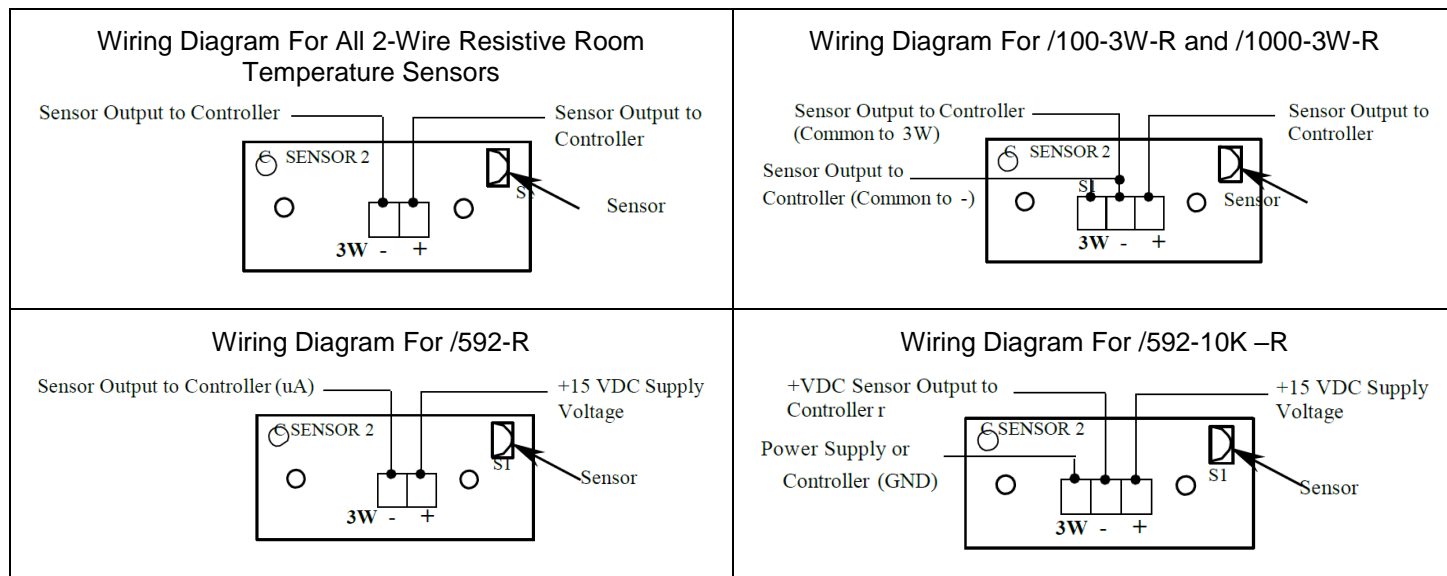 Wiring Diagram For All 2-Wire Resistive Room
Temperature Sensors
Sensor Output to Controller
Sensor Output to
Controller
C SENSOR 2
S1
Sensor
3W - +
Wiring Diagram For /100-3W-R and /1000-3W-R
Sensor Output to Controller
(Common to 3W)
Sensor Output to
Controller
C SENSOR 2
Sensor Output to
Controller (Common to -)
S1
Sensor
3W - +
Wiring Diagram For /592-R
Sensor Output to Controller (uA)
+15 VDC Supply
Voltage
C SENSOR 2
S1
Sensor
3W - +
Wiring Diagram For /592-10K –R
+VDC Sensor Output to
Controller r
+15 VDC Supply
Voltage
C SENSOR 2
Power Supply or
Controller (GND)
S1
Sensor
3W - +